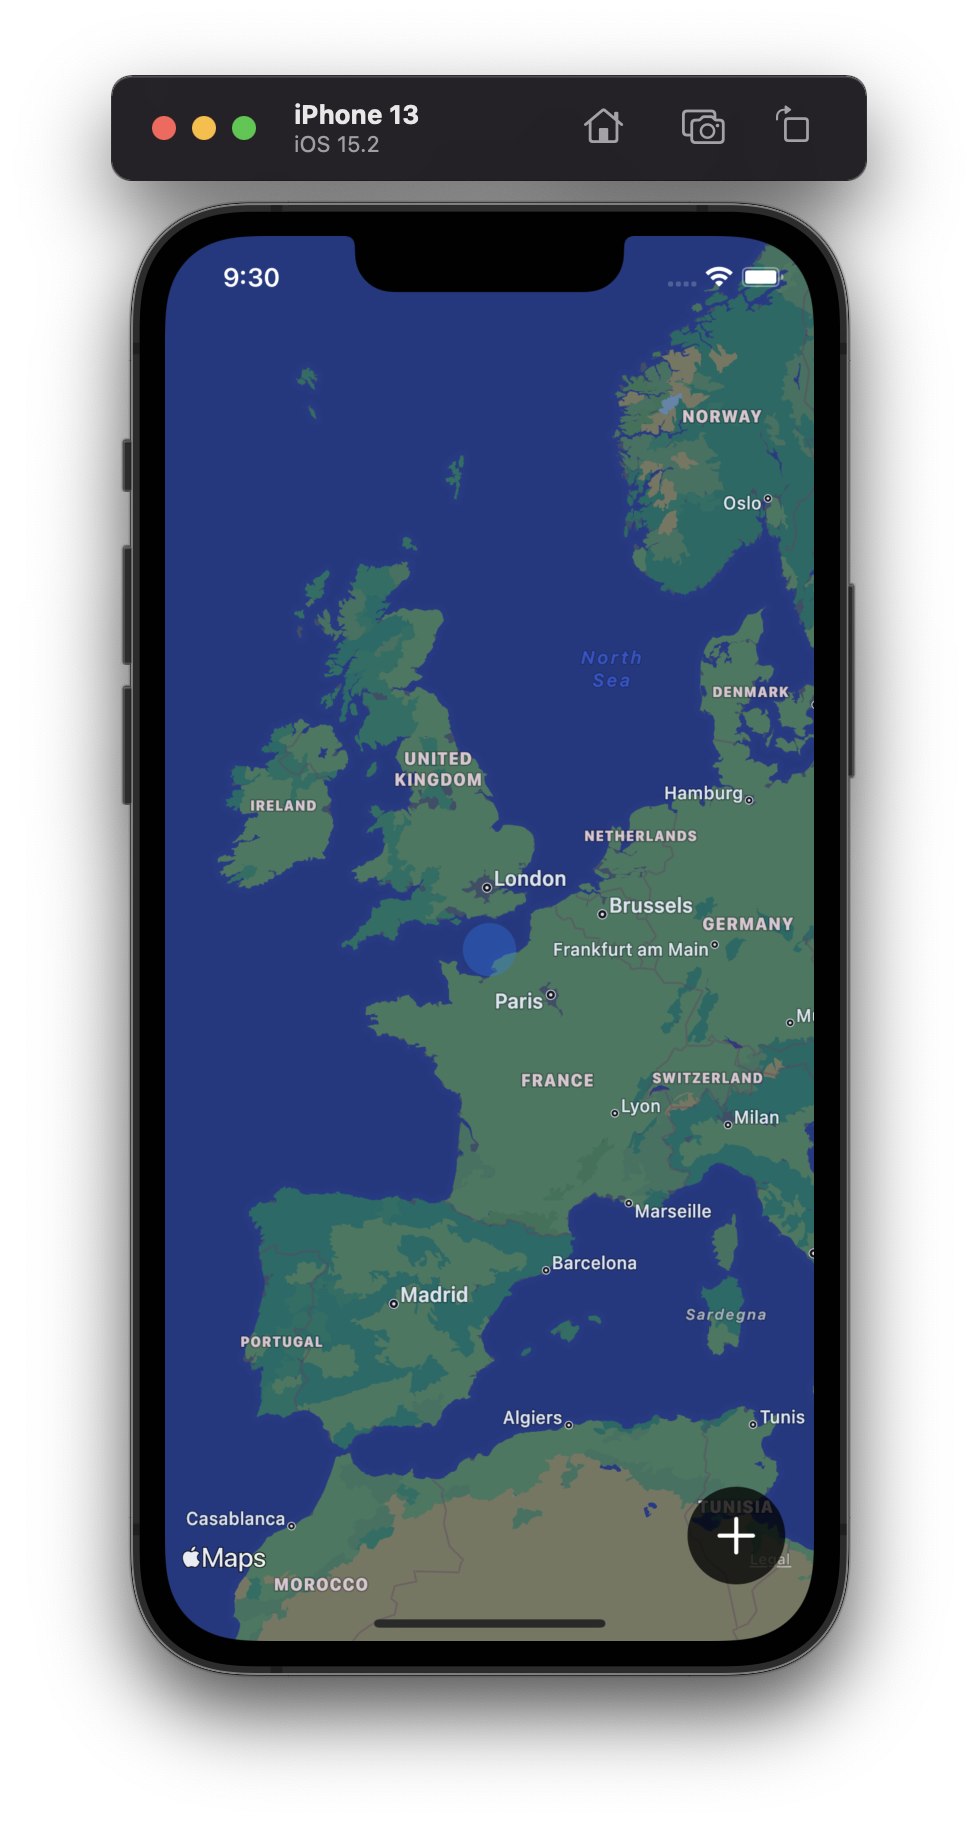 iPhone 13
iOS 15.2
9:30
NORWAY
Oslo
North
Sea
DENMARK
UNITED
KINGDOM
IRELAND
Hamburg
NETHERLANDS
London
Brussels
GERMANY
Frankfurt am Main
Paris
Mu
FRANCE
SWITZERLAND
Lyon
Milan
Marseille
Barcelona
Madrid
Sardegna
PORTUGAL
Algiers
Tunis
TUNISIA
Casablanca
Maps
Legal
MOROCCO